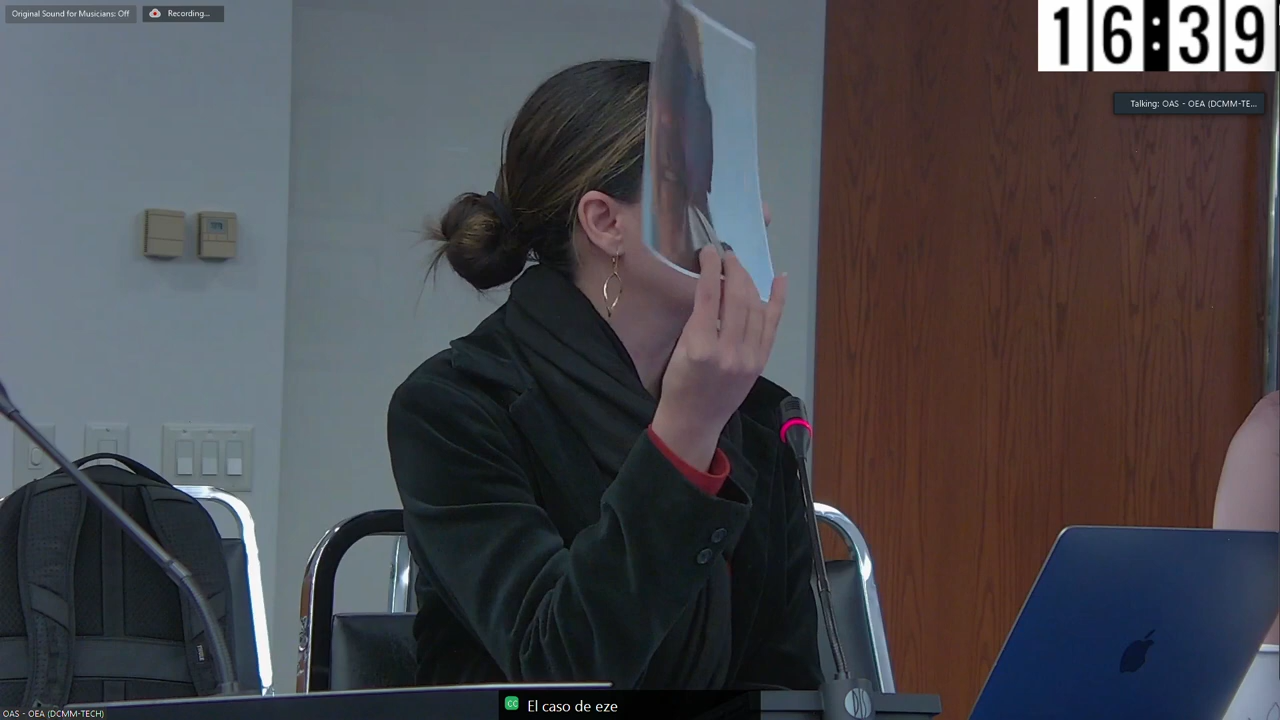 Original Sound for Musicians: Off
Recording...
16:39
Talking: OAS - OEA (DCMM-TE...
OAS - OEA (DCMM-TECH)
El caso de eze